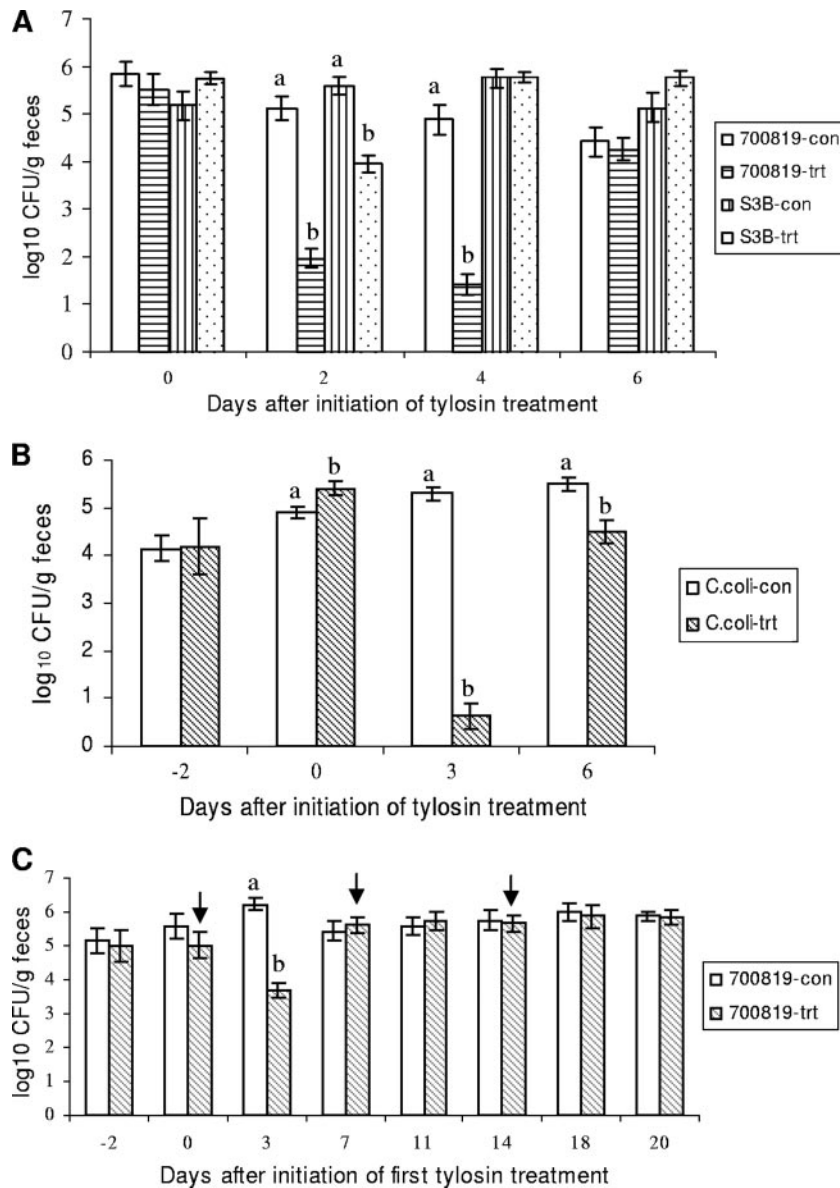 A
7
6
5
4
3
2
1
0
log10 CFU/g feces
a a b b
a b
0 2 4 6
Days after initiation of tylosin treatment
700819-con
700819-trt
S3B-con
S3B-trt
B
6
5
4
3
2
1
0
log10 CFU/g feces
a b
a b
a b
-2 0 3 6
Days after initiation of tylosin treatment
C.coli-con
C.coli-trt
C
7
6
5
4
3
2
1
0
log10 CFU/g feces
a
b
-2 0 3 7 11 14 18 20
Days after initiation of first tylosin treatment
700819-con
700819-trt